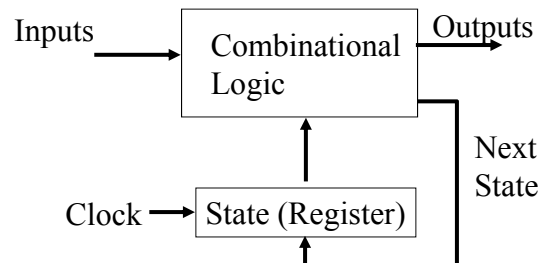 Inputs
Combinational
Logic
Outputs
Next
State
Clock
State (Register)